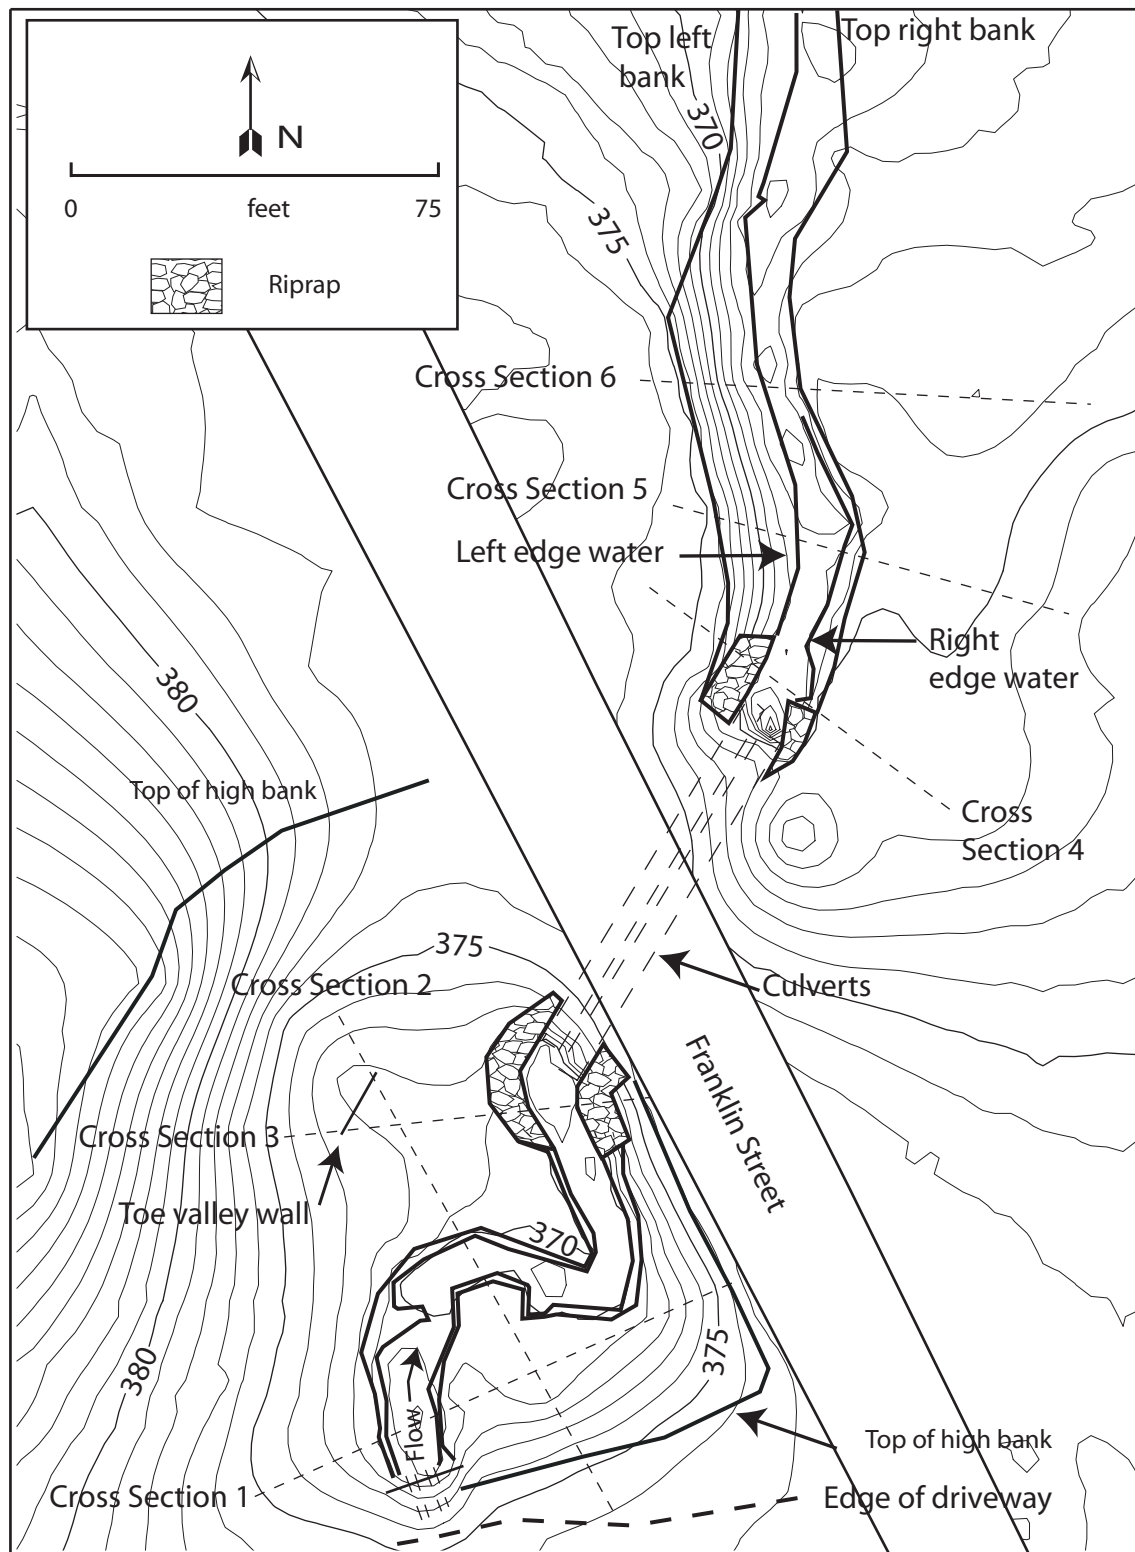 Top left
bank
Top right bank
N
0 feet 75
Riprap
370
375
Cross Section 6
Cross Section 5
Left edge water
Right
edge water
380
Top of high bank
Cross
Section 4
375
Cross Section 2
Culverts
Franklin Street
Cross Section 3
Toe valley wall
370
375
380
Flow
Top of high bank
Cross Section 1
Edge of driveway